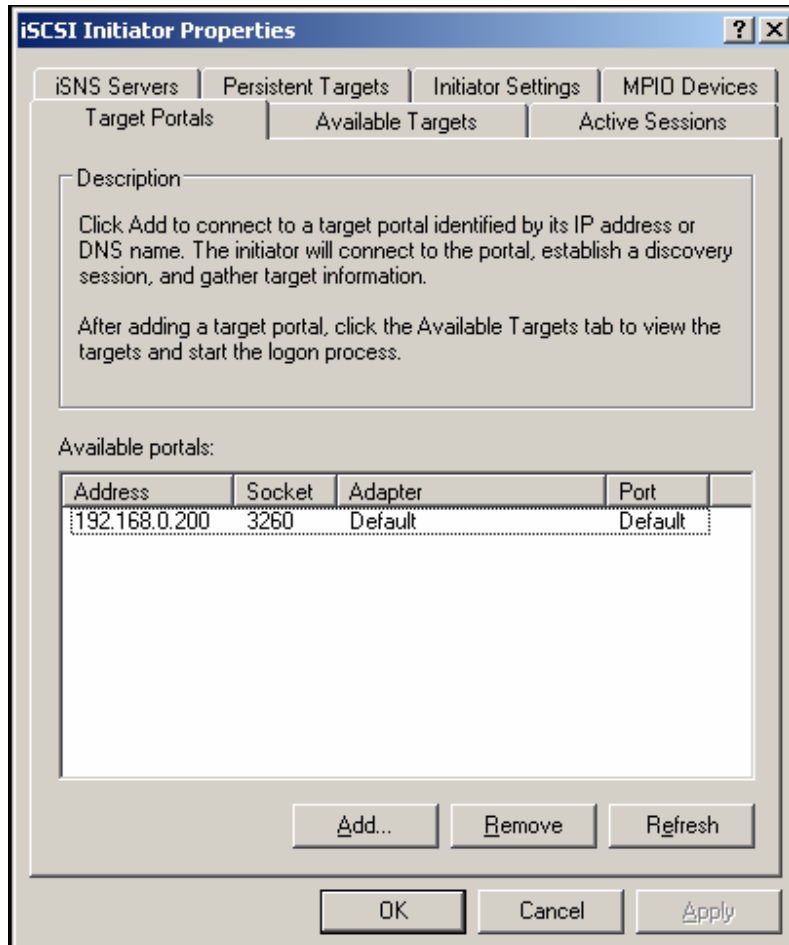 iSCSI Initiator Properties
iSNS Servers Persistent Targets Initiator Settings MPIO Devices
Target Portals Available Targets Active Sessions
Description
Click Add to connect to a target portal identified by its IP address or
DNS name. The initiator will connect to the portal, establish a discovery
session, and gather target information.
After adding a target portal, click the Available Targets tab to view the
targets and start the logon process.
Available portals:
Address Socket Adapter Port
192.168.0.200 3260 Default Default
Add... Remove Refresh
OK Cancel Apply